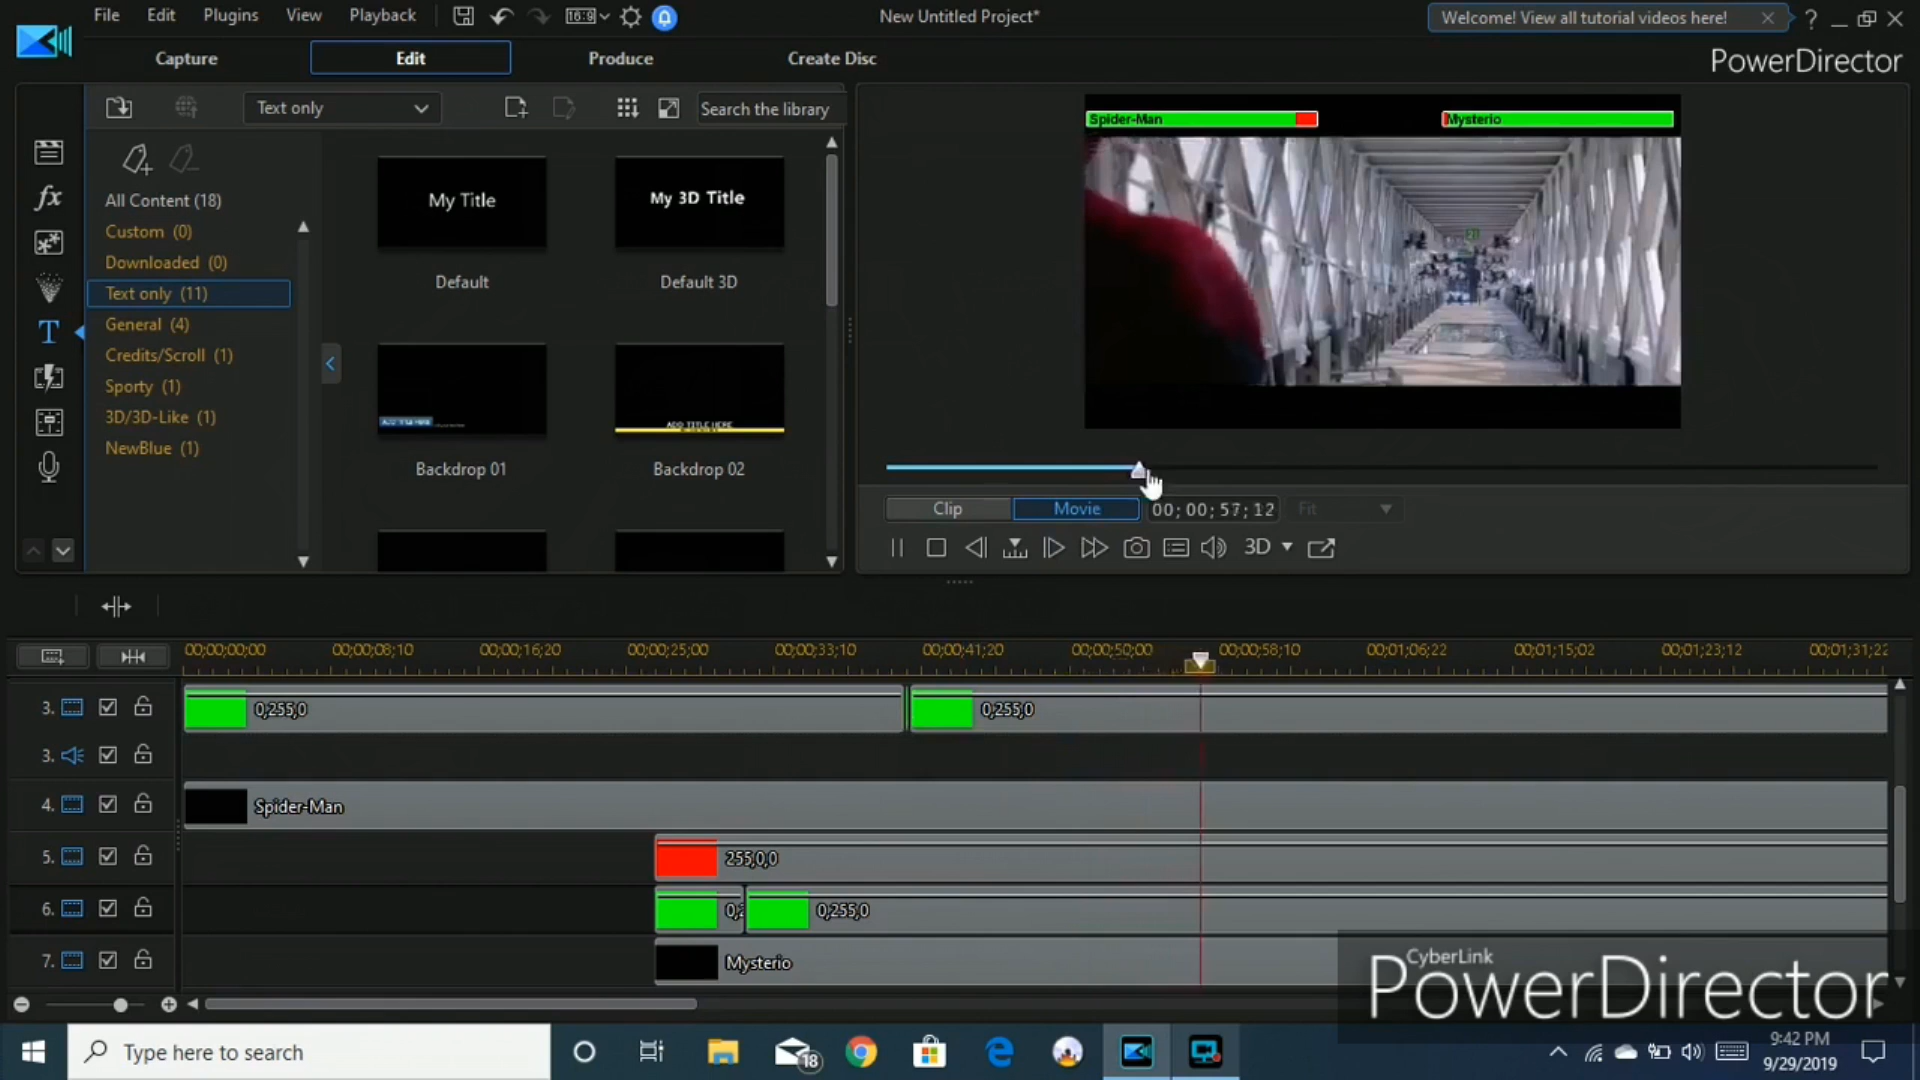 File Edit Plugins View Playback 16:9 New Untitled Project* Welcome! View all tutorial videos here! ?
Capture Edit Produce Create Disc PowerDirector
Text only Search the library
All Content (18)
Custom (0)
Downloaded (0)
Text only (11)
General (4)
Credits/Scroll (1)
Sporty (1)
3D/3D-Like (1)
NewBlue (1)
fx
T
My Title My 3D Title
Default Default 3D
ADD TITLE HERE ADD TITLE HERE
Backdrop 01 Backdrop 02
Spider-Man Mysterio
Clip Movie 00;00;57;12 Fit
3D
00;00;00;00 00;00;08;10 00;00;16;20 00;00;25;00 00;00;33;10 00;00;41;20 00;00;50;00 00;00;58;10 00;01;06;22 00;01;15;02 00;01;23;12 00;01;31;22
3. 0,255,0 0,255,0
3.
4. Spider-Man
5. 255,0,0
6. 0,2 0,255,0
7. Mysterio
CyberLink
PowerDirector
Type here to search 18 9:42 PM
9/29/2019